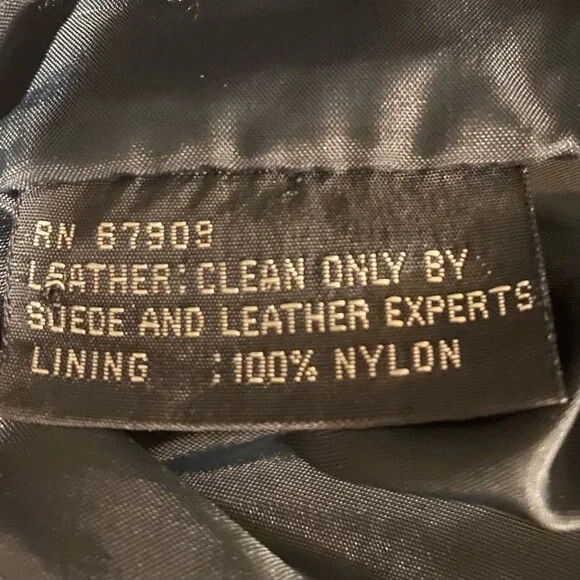 RN 67909
LEATHER: CLEAN ONLY BY
SUEDE AND LEATHER EXPERTS
LINING : 100% NYLON